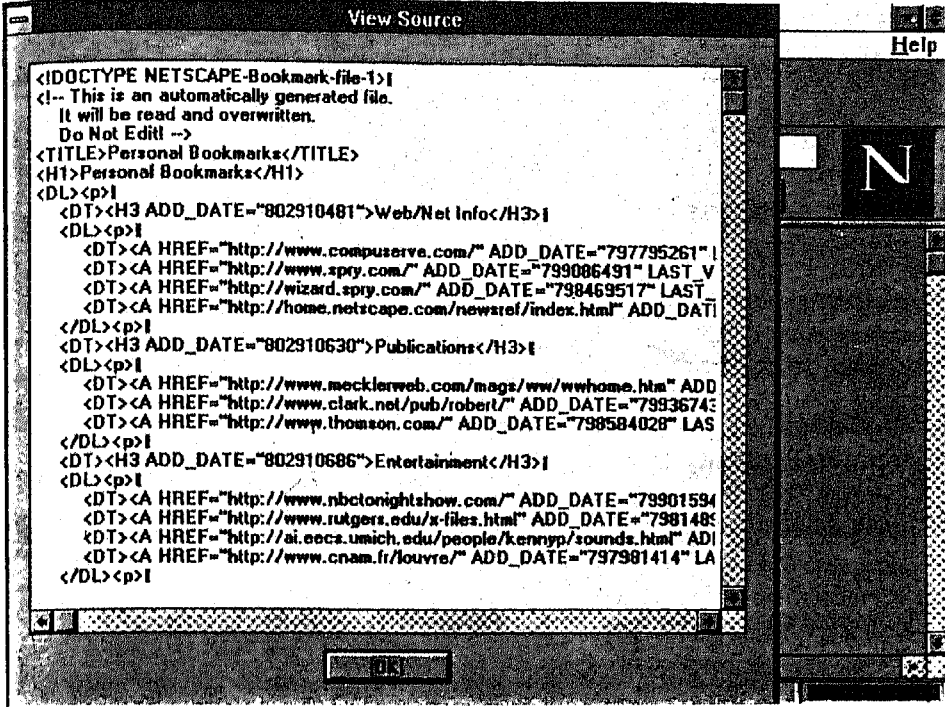 View Source
Help
<!DOCTYPE NETSCAPE-Bookmark-file-1>
<!-- This is an automatically generated file.
It will be read and overwritten.
Do Not Edit! -->
<TITLE>Personal Bookmarks</TITLE>
<H1>Personal Bookmarks</H1>
<DL><p>
<DT><H3 ADD_DATE="802910481">Web/Net Info</H3>
<DL><p>
<DT><A HREF="http://www.compuserve.com/" ADD_DATE="797795261"
<DT><A HREF="http://www.spry.com/" ADD_DATE="799086491" LAST_V
<DT><A HREF="http://wizard.spry.com/" ADD_DATE="798469517" LAST_
<DT><A HREF="http://home.netscape.com/newsref/index.html" ADD_DAT
</DL><p>
<DT><H3 ADD_DATE="802910630">Publications</H3>
<DL><p>
<DT><A HREF="http://www.mecklerweb.com/mags/ww/wwhome.htm" ADD
<DT><A HREF="http://www.clark.net/pub/robert/" ADD_DATE="79936743
<DT><A HREF="http://www.thomson.com/" ADD_DATE="798584028" LAS
</DL><p>
<DT><H3 ADD_DATE="802910686">Entertainment</H3>
<DL><p>
<DT><A HREF="http://www.nbctonightshow.com/" ADD_DATE="79901594
<DT><A HREF="http://www.rutgers.edu/x-files.html" ADD_DATE="7981489
<DT><A HREF="http://ai.eecs.umich.edu/people/kennyp/sounds.html" AD
<DT><A HREF="http://www.cnam.fr/louvre/" ADD_DATE="797981414" LA
</DL><p>
OK
N